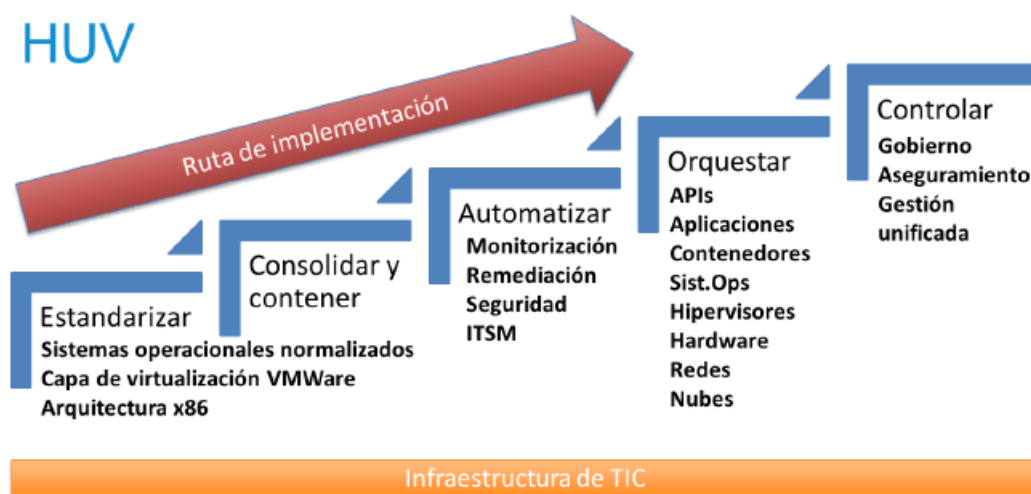 HUV
Ruta de implementación
Estandarizar
Sistemas operacionales normalizados
Capa de virtualización VMWare
Arquitectura x86
Consolidar y
contener
Automatizar
Monitorización
Remediación
Seguridad
ITSM
Orquestar
APIs
Aplicaciones
Contenedores
Sist.Ops
Hipervisores
Hardware
Redes
Nubes
Controlar
Gobierno
Aseguramiento
Gestión
unificada
Infraestructura de TIC